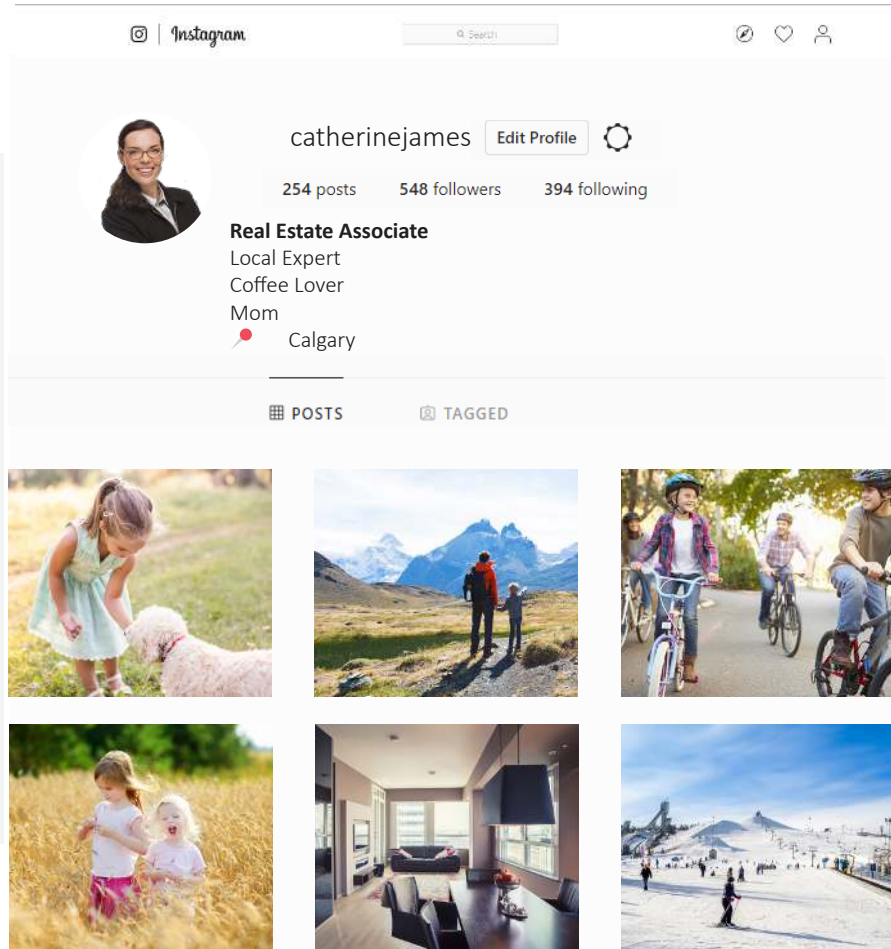 Instagram
Search
catherinejames Edit Profile
254 posts 548 followers 394 following
Real Estate Associate
Local Expert
Coffee Lover
Mom
Calgary
POSTS TAGGED